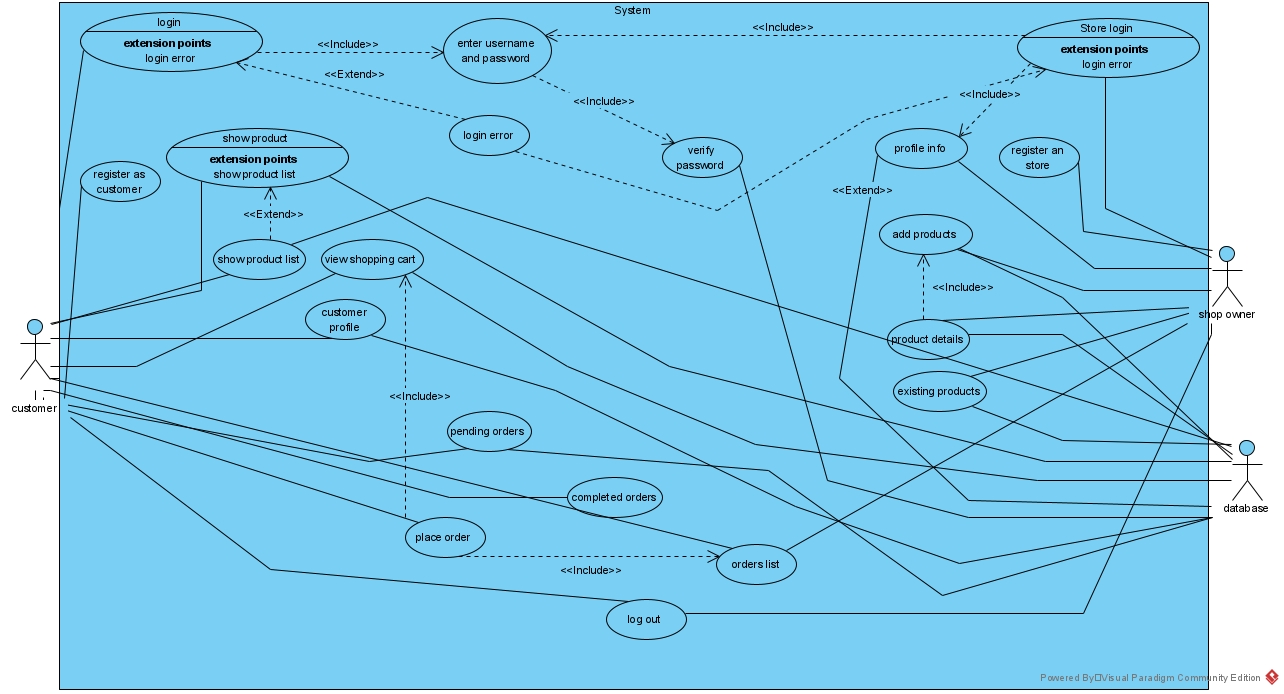 System
login
extension points
login error
<<Include>>
enter username
and password
<<Include>>
Store login
extension points
login error
<<Extend>>
<<Include>>
<<Include>>
login error
show product
extension points
show product list
verify
password
profile info
register an
store
register as
customer
<<Extend>>
<<Extend>>
add products
show product list
view shopping cart
<<Include>>
customer
profile
shop owner
product details
existing products
<<Include>>
customer
pending orders
completed orders
database
place order
orders list
<<Include>>
log out
Powered By Visual Paradigm Community Edition